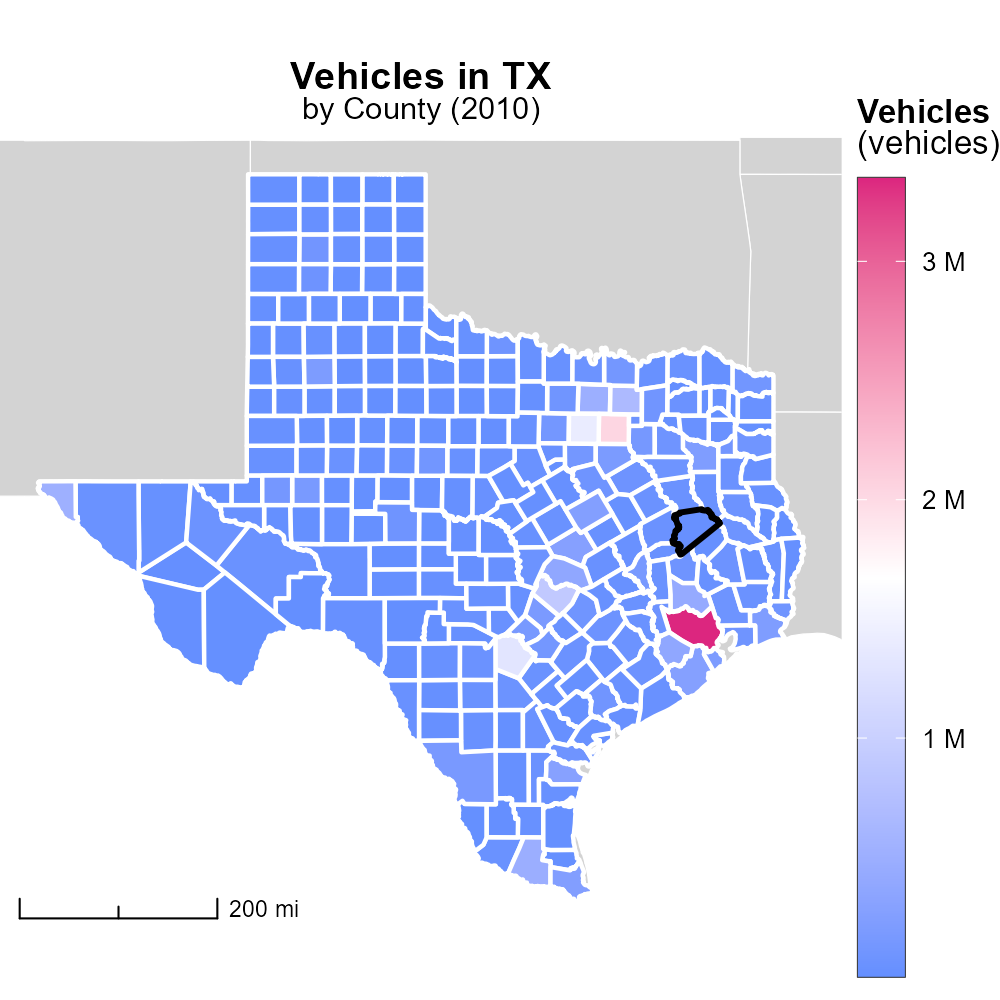 Vehicles in TX
by County (2010)
Vehicles
(vehicles)
3 M
2 M
1 M
200 mi